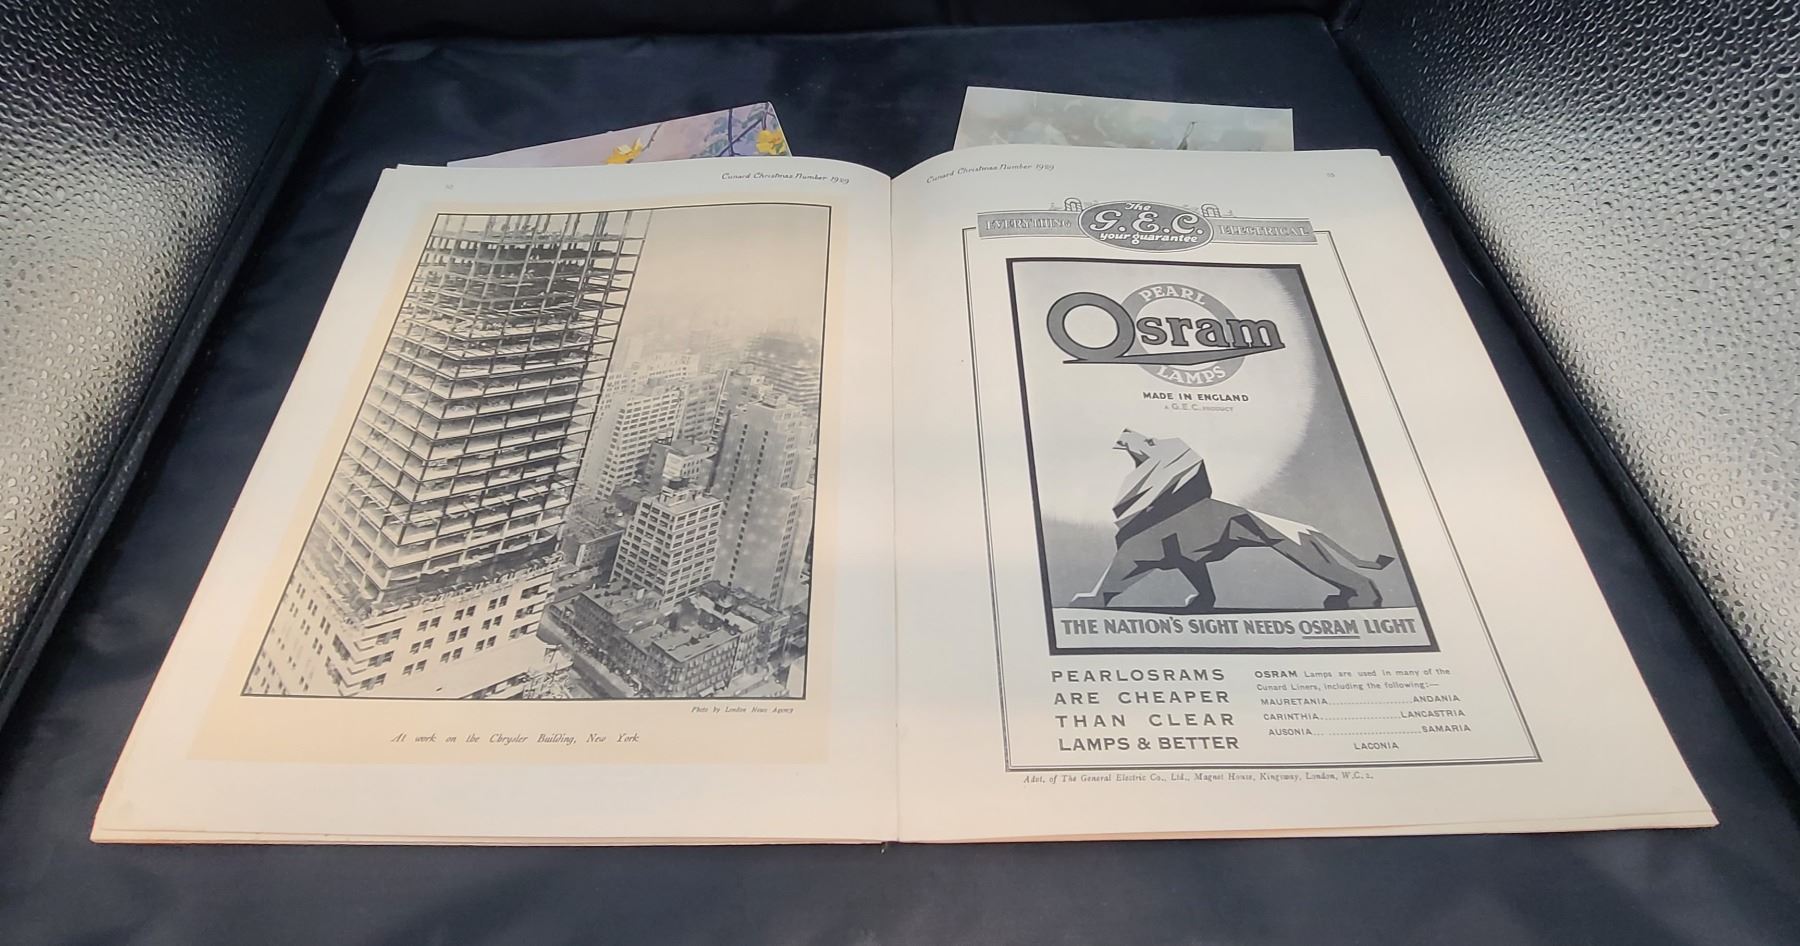 Cunard Christmas Number 1929
Photo by London News Agency
At work on the Chrysler Building, New York
Cunard Christmas Number 1929
EVERYTHING The G.E.C. your guarantee ELECTRICAL
PEARL
Osram
LAMPS
MADE IN ENGLAND
A G.E.C. PRODUCT
THE NATION'S SIGHT NEEDS OSRAM LIGHT
PEARLOSRAMS
ARE CHEAPER
THAN CLEAR
LAMPS & BETTER
OSRAM Lamps are used in many of the
Cunard Liners, including the following:—
MAURETANIA..................ANDANIA
CARINTHIA..................LANCASTRIA
AUSONIA.....................SAMARIA
LACONIA
Advt. of The General Electric Co., Ltd., Magnet House, Kingsway, London, W.C.2.